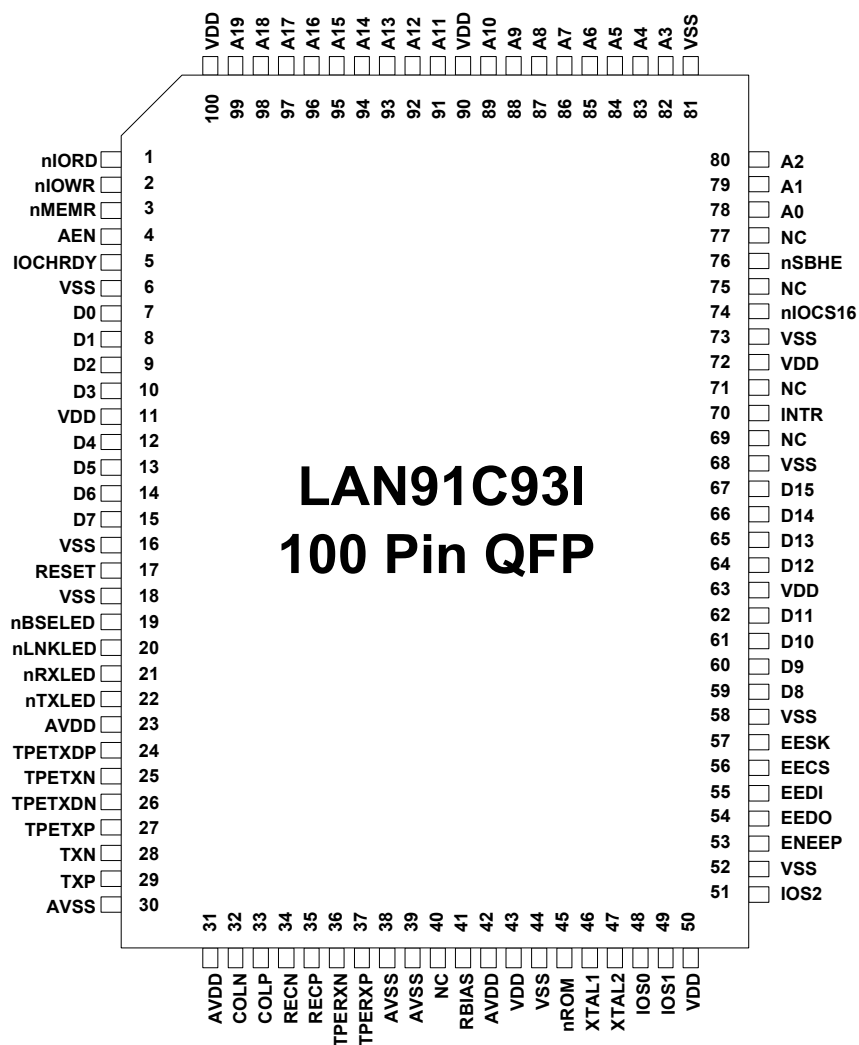 VDD A19 A18 A17 A16 A15 A14 A13 A12 A11 VDD A10 A9 A8 A7 A6 A5 A4 A3 VSS
100 99 98 97 96 95 94 93 92 91 90 89 88 87 86 85 84 83 82 81
nIORD 1 80 A2
nIOWR 2 79 A1
nMEMR 3 78 A0
AEN 4 77 NC
IOCHRDY 5 76 nSBHE
VSS 6 75 NC
D0 7 74 nIOCS16
D1 8 73 VSS
D2 9 72 VDD
D3 10 71 NC
VDD 11 70 INTR
D4 12 69 NC
D5 13 68 VSS
D6 14 67 D15
D7 15 66 D14
VSS 16 65 D13
RESET 17 64 D12
VSS 18 63 VDD
nBSELED 19 62 D11
nLNKLED 20 61 D10
nRXLED 21 60 D9
nTXLED 22 59 D8
AVDD 23 58 VSS
TPETXDP 24 57 EESK
TPETXN 25 56 EECS
TPETXDN 26 55 EEDI
TPETXP 27 54 EEDO
TXN 28 53 ENEEP
TXP 29 52 VSS
AVSS 30 51 IOS2
LAN91C93I
100 Pin QFP
31 32 33 34 35 36 37 38 39 40 41 42 43 44 45 46 47 48 49 50
AVDD COLN COLP RECN RECP TPERXN TPERXP AVSS AVSS NC RBIAS AVDD VDD VSS nROM XTAL1 XTAL2 IOS0 IOS1 VDD